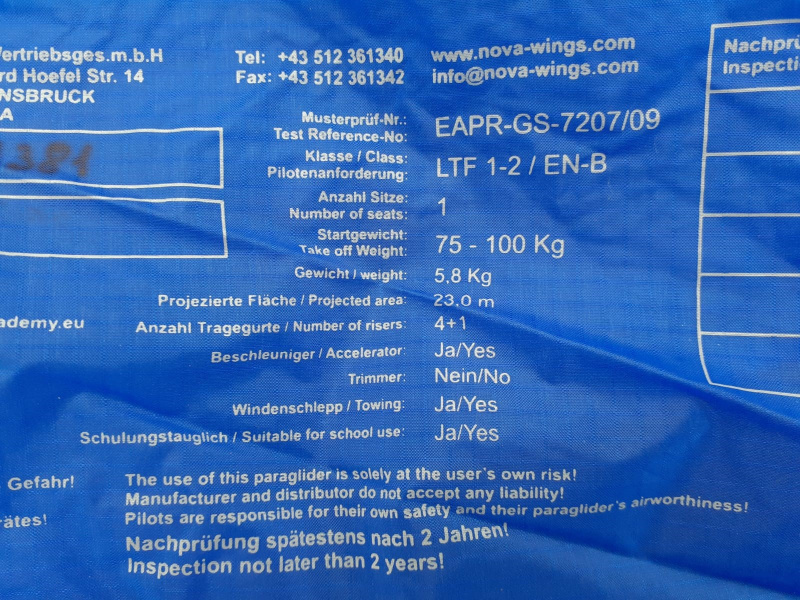 Vertriebsges.m.b.H
rd Hoefel Str. 14
NSBRUCK
A
Tel: +43 512 361340
Fax: +43 512 361342
www.nova-wings.com
info@nova-wings.com
Nachprü
Inspectio
Musterprüf-Nr.:
Test Reference-No: EAPR-GS-7207/09
Klasse / Class:
Pilotenanforderung: LTF 1-2 / EN-B
Anzahl Sitze:
Number of seats: 1
Startgewicht:
Take off Weight: 75 - 100 Kg
Gewicht / weight: 5,8 Kg
Projezierte Fläche / Projected area: 23,0 m
ademy.eu
Anzahl Tragegurte / Number of risers: 4+1
Beschleuniger / Accelerator: Ja/Yes
Trimmer: Nein/No
Windenschlepp / Towing: Ja/Yes
Schulungstauglich / Suitable for school use: Ja/Yes
Gefahr!
rätes!
The use of this paraglider is solely at the user's own risk!
Manufacturer and distributor do not accept any liability!
Pilots are responsible for their own safety and their paraglider's airworthiness!
Nachprüfung spätestens nach 2 Jahren!
Inspection not later than 2 years!